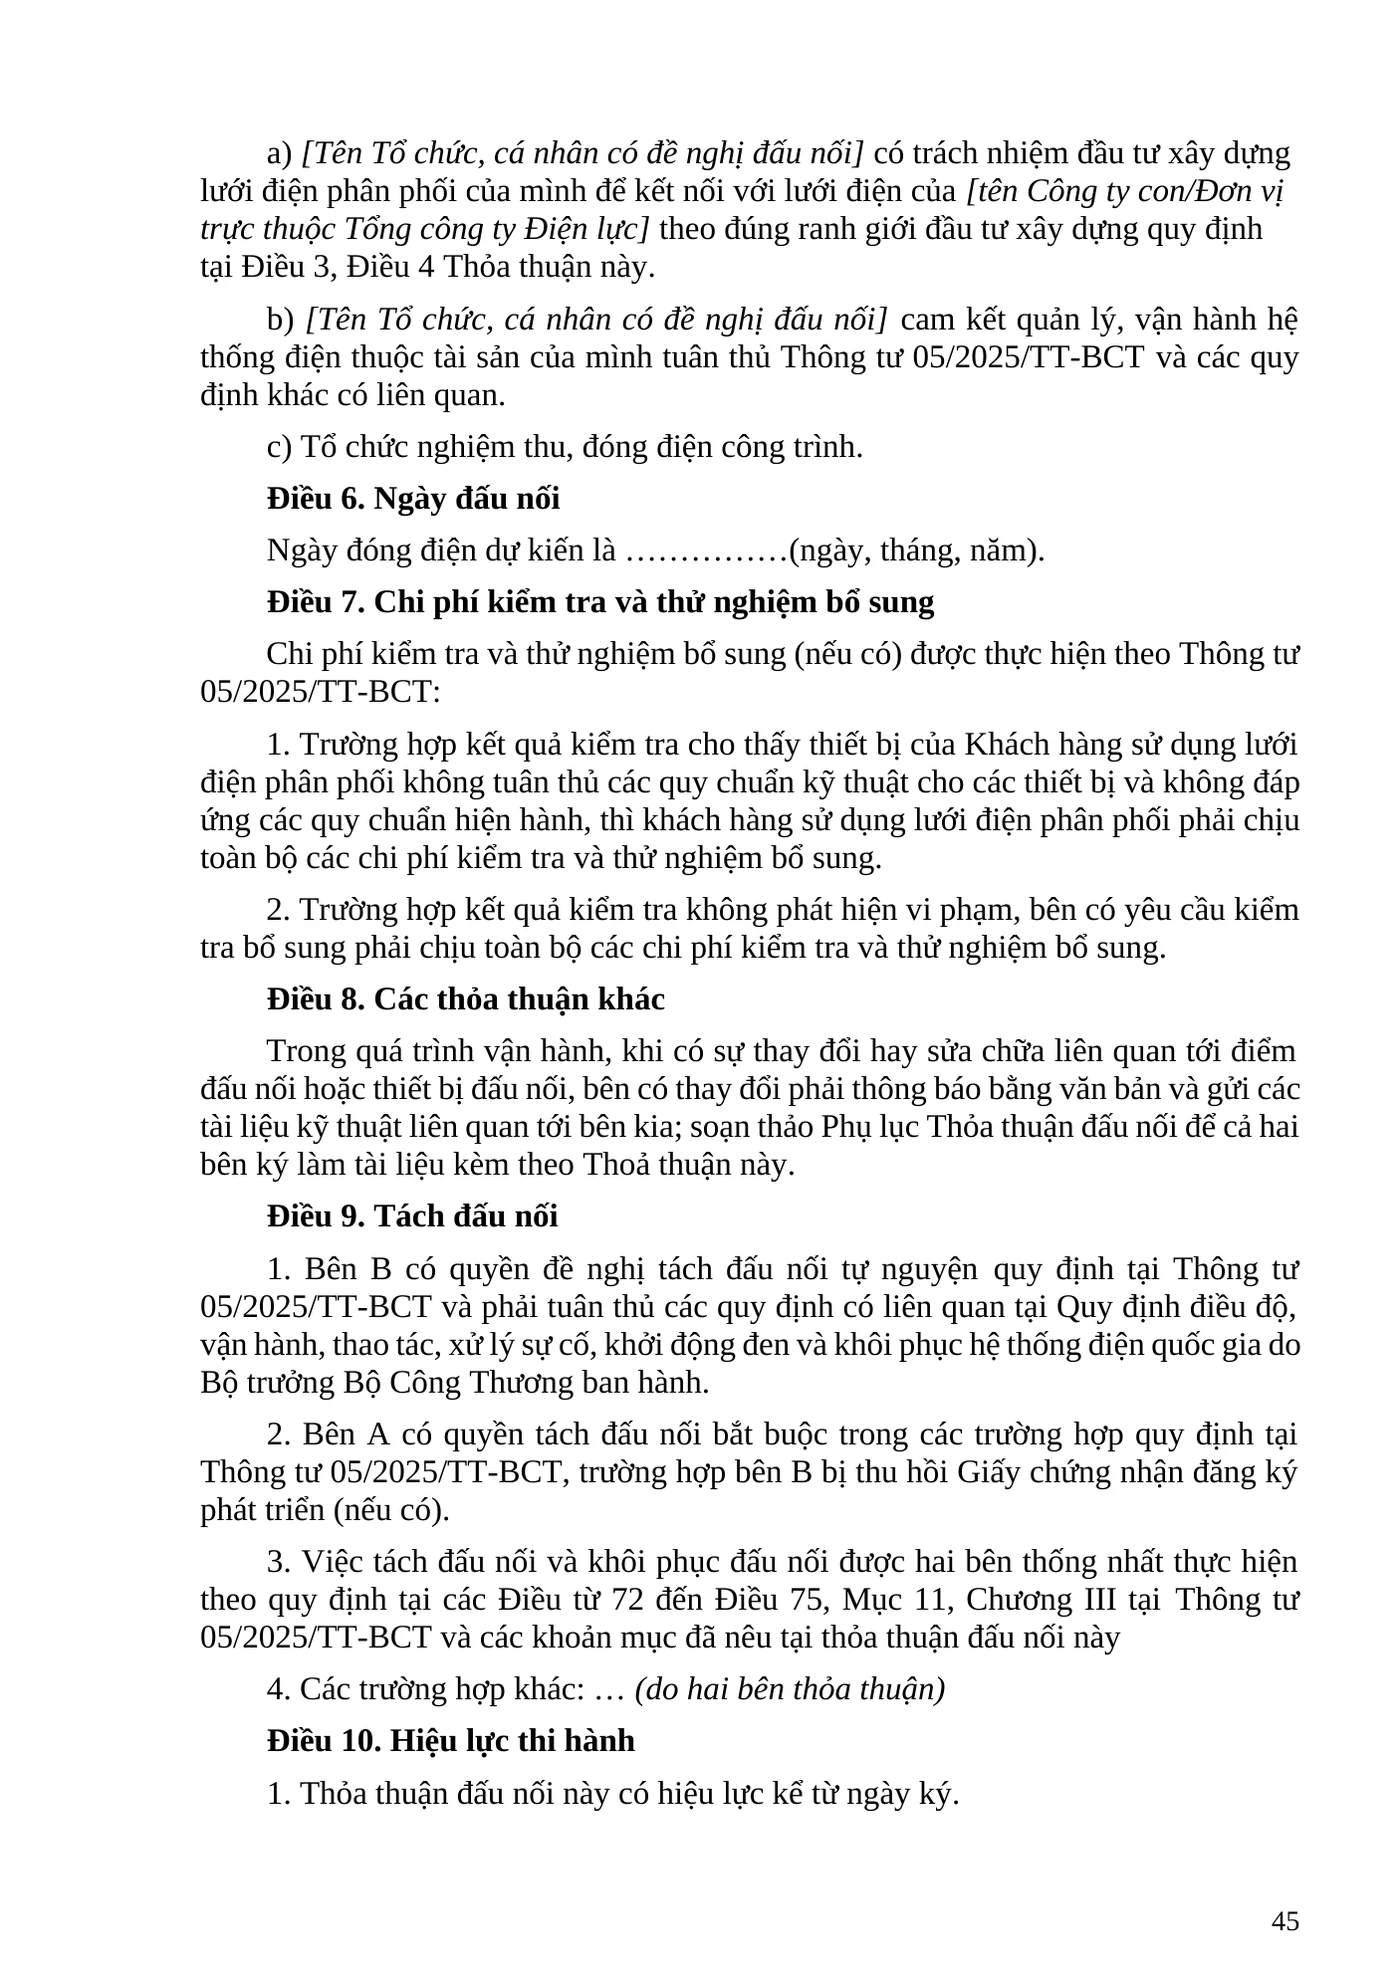 a) [Tên Tổ chức, cá nhân có đề nghị đấu nối] có trách nhiệm đầu tư xây dựng
lưới điện phân phối của mình để kết nối với lưới điện của [tên Công ty con/Đơn vị
trực thuộc Tổng công ty Điện lực] theo đúng ranh giới đầu tư xây dựng quy định
tại Điều 3, Điều 4 Thỏa thuận này.
b) [Tên Tổ chức, cá nhân có đề nghị đấu nối] cam kết quản lý, vận hành hệ
thống điện thuộc tài sản của mình tuân thủ Thông tư 05/2025/TT-BCT và các quy
định khác có liên quan.
c) Tổ chức nghiệm thu, đóng điện công trình.
Điều 6. Ngày đấu nối
Ngày đóng điện dự kiến là ……………(ngày, tháng, năm).
Điều 7. Chi phí kiểm tra và thử nghiệm bổ sung
Chi phí kiểm tra và thử nghiệm bổ sung (nếu có) được thực hiện theo Thông tư
05/2025/TT-BCT:
1. Trường hợp kết quả kiểm tra cho thấy thiết bị của Khách hàng sử dụng lưới
điện phân phối không tuân thủ các quy chuẩn kỹ thuật cho các thiết bị và không đáp
ứng các quy chuẩn hiện hành, thì khách hàng sử dụng lưới điện phân phối phải chịu
toàn bộ các chi phí kiểm tra và thử nghiệm bổ sung.
2. Trường hợp kết quả kiểm tra không phát hiện vi phạm, bên có yêu cầu kiểm
tra bổ sung phải chịu toàn bộ các chi phí kiểm tra và thử nghiệm bổ sung.
Điều 8. Các thỏa thuận khác
Trong quá trình vận hành, khi có sự thay đổi hay sửa chữa liên quan tới điểm
đấu nối hoặc thiết bị đấu nối, bên có thay đổi phải thông báo bằng văn bản và gửi các
tài liệu kỹ thuật liên quan tới bên kia; soạn thảo Phụ lục Thỏa thuận đấu nối để cả hai
bên ký làm tài liệu kèm theo Thoả thuận này.
Điều 9. Tách đấu nối
1. Bên B có quyền đề nghị tách đấu nối tự nguyện quy định tại Thông tư
05/2025/TT-BCT và phải tuân thủ các quy định có liên quan tại Quy định điều độ,
vận hành, thao tác, xử lý sự cố, khởi động đen và khôi phục hệ thống điện quốc gia do
Bộ trưởng Bộ Công Thương ban hành.
2. Bên A có quyền tách đấu nối bắt buộc trong các trường hợp quy định tại
Thông tư 05/2025/TT-BCT, trường hợp bên B bị thu hồi Giấy chứng nhận đăng ký
phát triển (nếu có).
3. Việc tách đấu nối và khôi phục đấu nối được hai bên thống nhất thực hiện
theo quy định tại các Điều từ 72 đến Điều 75, Mục 11, Chương III tại Thông tư
05/2025/TT-BCT và các khoản mục đã nêu tại thỏa thuận đấu nối này
4. Các trường hợp khác: … (do hai bên thỏa thuận)
Điều 10. Hiệu lực thi hành
1. Thỏa thuận đấu nối này có hiệu lực kể từ ngày ký.
45